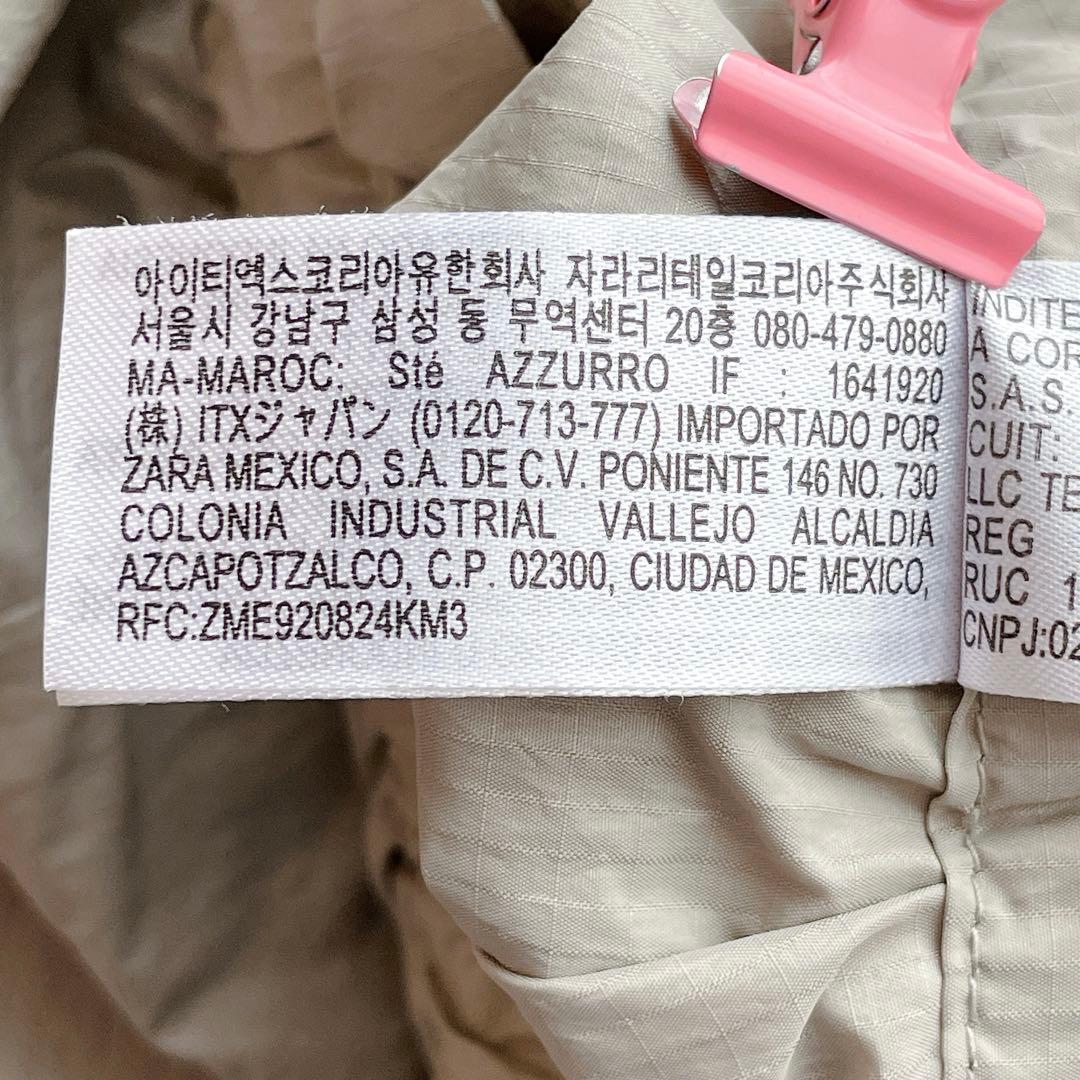 아이티엑스코리아유한회사 자라리테일코리아주식회사
서울시 강남구 삼성 동 무역센터 20층 080-479-0880
MA-MAROC: Sté AZZURRO IF : 1641920
(株) ITXジャパン (0120-713-777) IMPORTADO POR
ZARA MEXICO, S.A. DE C.V. PONIENTE 146 NO. 730
COLONIA INDUSTRIAL VALLEJO ALCALDIA
AZCAPOTZALCO, C.P. 02300, CIUDAD DE MEXICO,
RFC:ZME920824KM3
INDITE
A COR
S.A.S.
CUIT:
LLC TE
REG
RUC 1
CNPJ:02